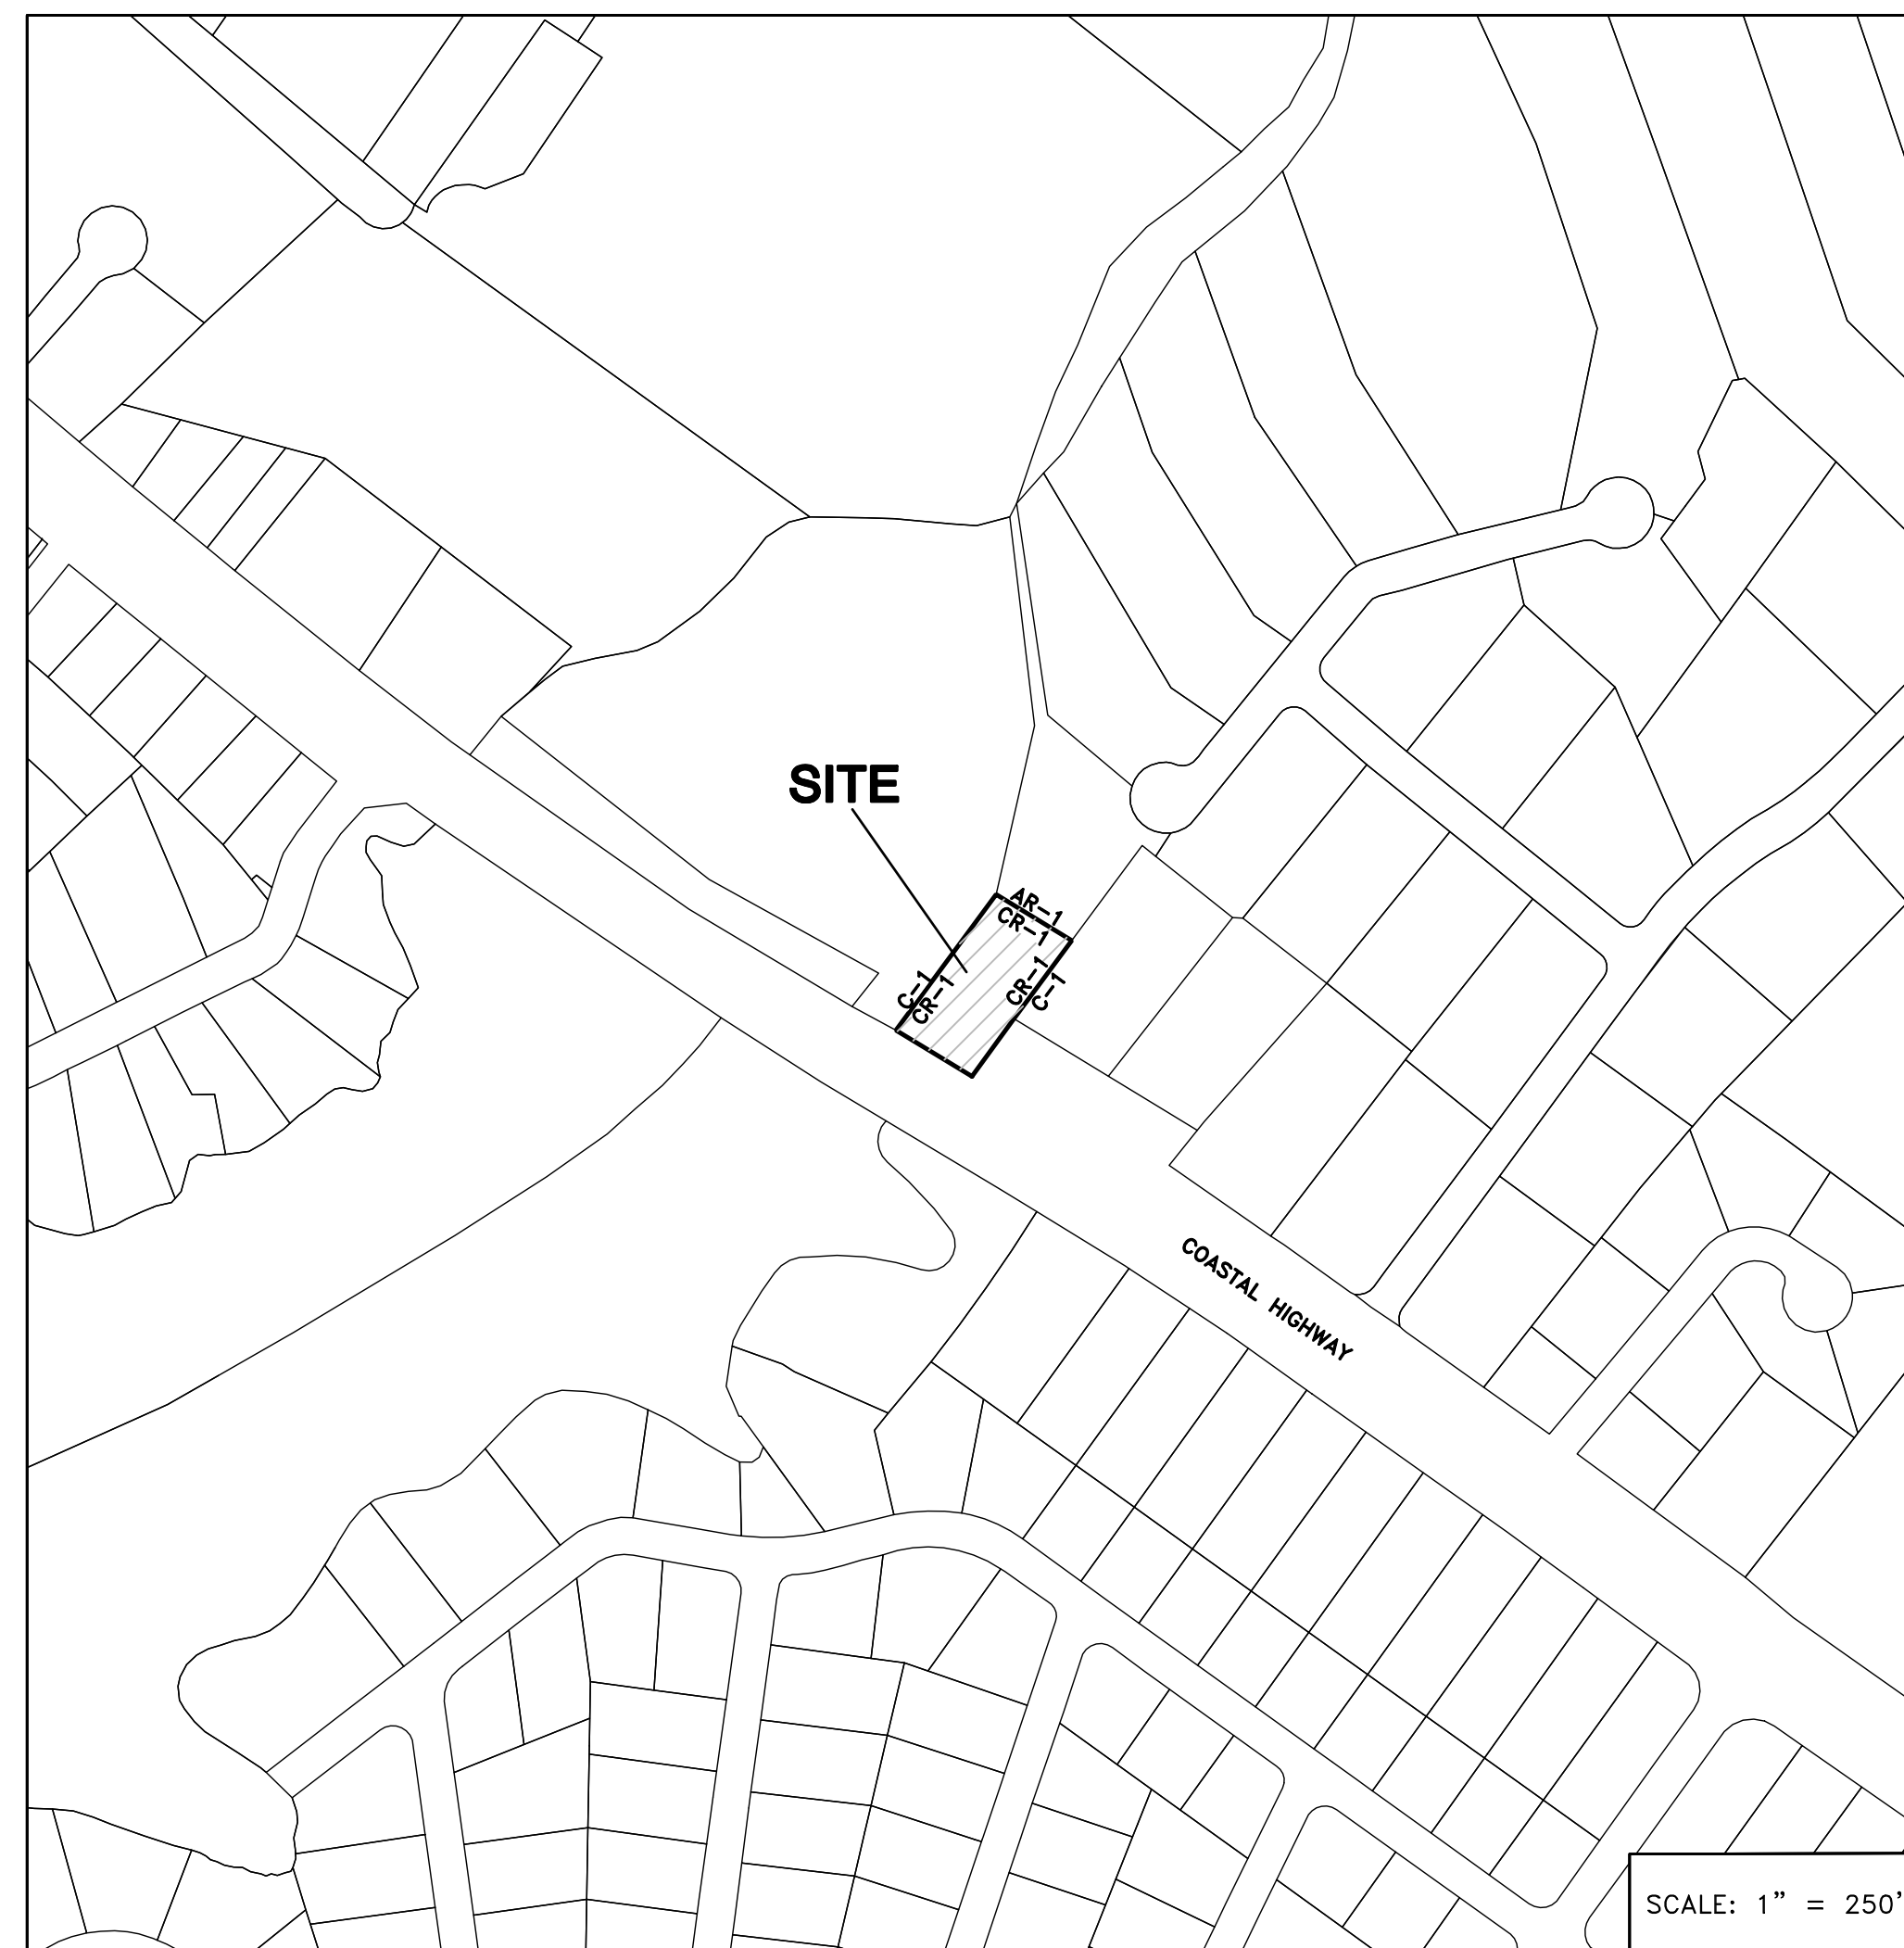 SITE
AR-1
CR-1
C-1
CR-1
CR-1
C-1
COASTAL HIGHWAY
SCALE: 1” = 250'